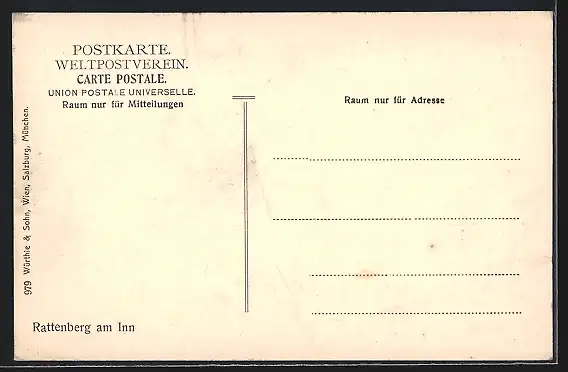 POSTKARTE.
WELTPOSTVEREIN.
CARTE POSTALE.
UNION POSTALE UNIVERSELLE.
Raum nur für Mitteilungen
Raum nur für Adresse
979 Würthle & Sohn, Wien, Salzburg, München.
Rattenberg am Inn